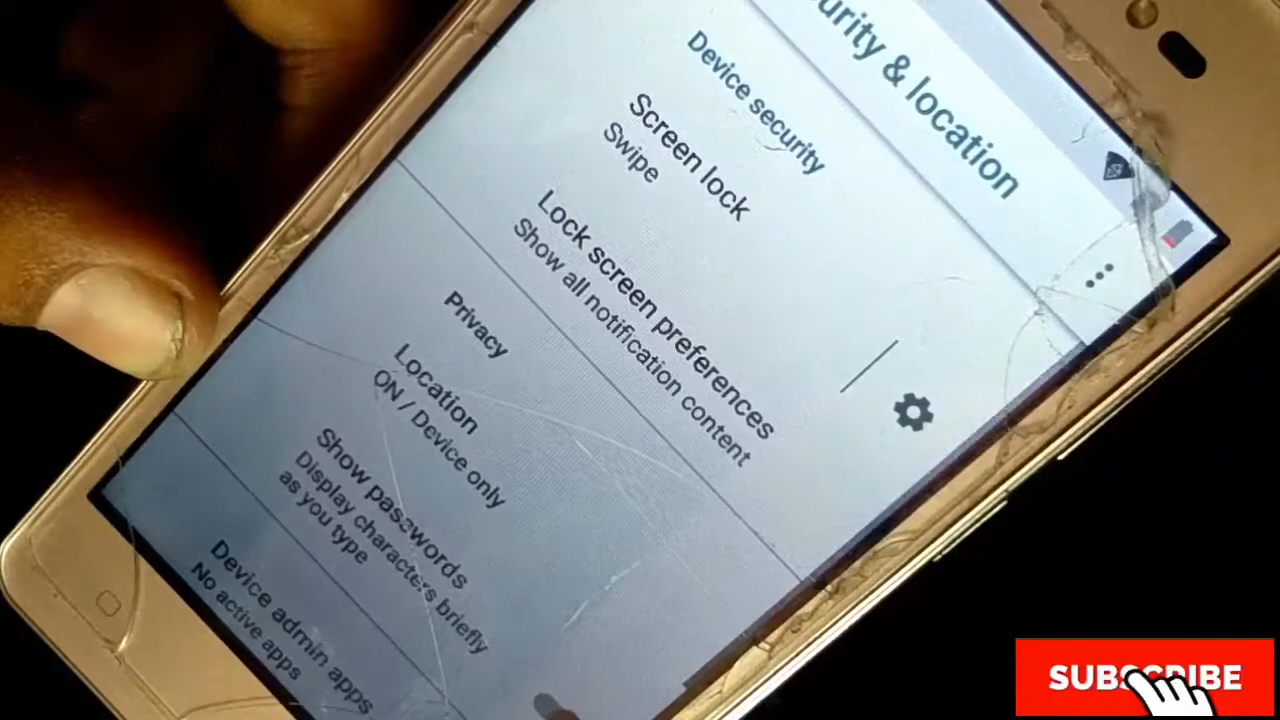 urity & location
Device security
Screen lock
Swipe
Lock screen preferences
Show all notification content
Privacy
Location
ON / Device only
Show passwords
Display characters briefly
as you type
Device admin apps
No active apps
SUBSCRIBE